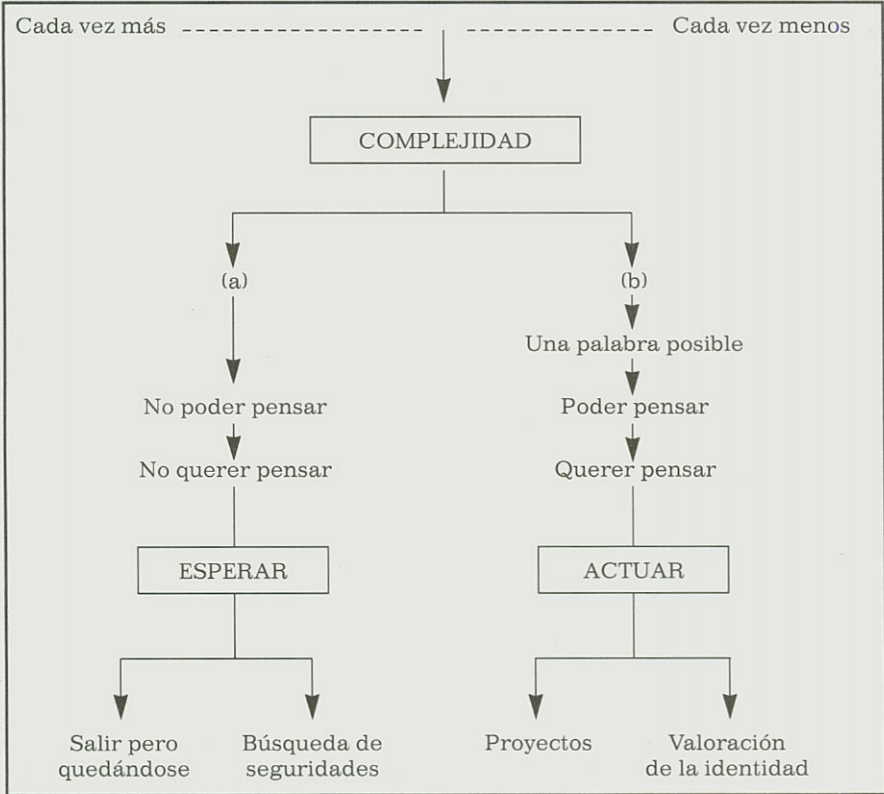 Cada vez más Cada vez menos
COMPLEJIDAD
(a) (b)
Una palabra posible
No poder pensar Poder pensar
No querer pensar Querer pensar
ESPERAR ACTUAR
Salir pero Búsqueda de Proyectos Valoración
quedándose seguridades de la identidad